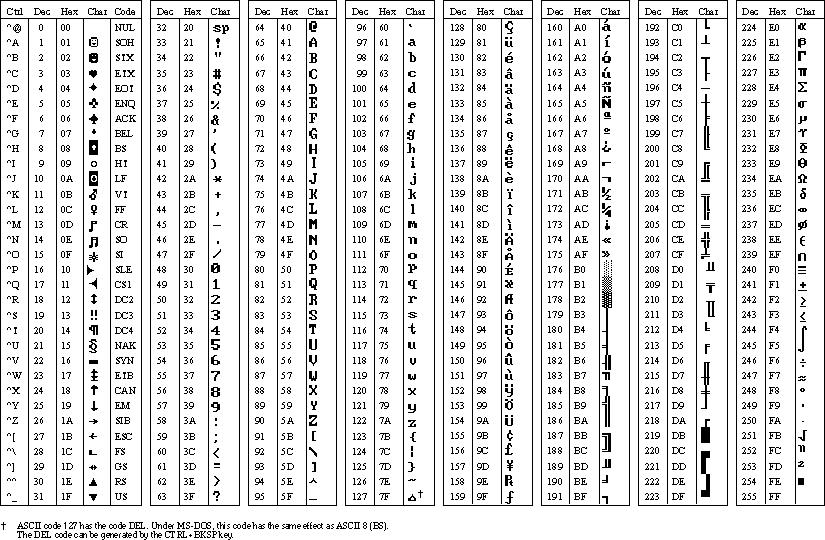 Ctrl Dec Hex Char Code
^@ 0 00 NUL
^A 1 01 ☺ SOH
^B 2 02 ☻ SIX
^C 3 03 ♥ EIX
^D 4 04 ♦ EOI
^E 5 05 ♣ ENQ
^F 6 06 ♠ ACK
^G 7 07 • BEL
^H 8 08 ◘ BS
^I 9 09 ○ HI
^J 10 0A ◙ LF
^K 11 0B ♂ VI
^L 12 0C ♀ FF
^M 13 0D ♪ CR
^N 14 0E ♫ SO
^O 15 0F ☼ SI
^P 16 10 ► SLE
^Q 17 11 ◄ CS1
^R 18 12 ↕ DC2
^S 19 13 ‼ DC3
^I 20 14 ¶ DC4
^U 21 15 § NAK
^V 22 16 ▬ SYN
^W 23 17 ↨ EIB
^X 24 18 ↑ CAN
^Y 25 19 ↓ EM
^Z 26 1A → SIB
^[ 27 1B ← ESC
^\ 28 1C ∟ FS
^] 29 1D ↔ GS
^^ 30 1E ▲ RS
^_ 31 1F ▼ US
Dec Hex Char
32 20 sp
33 21 !
34 22 "
35 23 #
36 24 $
37 25 %
38 26 &
39 27 '
40 28 (
41 29 )
42 2A *
43 2B +
44 2C ,
45 2D -
46 2E .
47 2F /
48 30 0
49 31 1
50 32 2
51 33 3
52 34 4
53 35 5
54 36 6
55 37 7
56 38 8
57 39 9
58 3A :
59 3B ;
60 3C <
61 3D =
62 3E >
63 3F ?
Dec Hex Char
64 40 @
65 41 A
66 42 B
67 43 C
68 44 D
69 45 E
70 46 F
71 47 G
72 48 H
73 49 I
74 4A J
75 4B K
76 4C L
77 4D M
78 4E N
79 4F O
80 50 P
81 51 Q
82 52 R
83 53 S
84 54 T
85 55 U
86 56 V
87 57 W
88 58 X
89 59 Y
90 5A Z
91 5B [
92 5C \
93 5D ]
94 5E ^
95 5F _
Dec Hex Char
96 60 `
97 61 a
98 62 b
99 63 c
100 64 d
101 65 e
102 66 f
103 67 g
104 68 h
105 69 i
106 6A j
107 6B k
108 6C l
109 6D m
110 6E n
111 6F o
112 70 p
113 71 q
114 72 r
115 73 s
116 74 t
117 75 u
118 76 v
119 77 w
120 78 x
121 79 y
122 7A z
123 7B {
124 7C ¦
125 7D }
126 7E ~
127 7F ⌂†
Dec Hex Char
128 80 Ç
129 81 ü
130 82 é
131 83 â
132 84 ä
133 85 à
134 86 å
135 87 ç
136 88 ê
137 89 ë
138 8A è
139 8B ï
140 8C î
141 8D ì
142 8E Ä
143 8F Å
144 90 É
145 91 æ
146 92 Æ
147 93 ô
148 94 ö
149 95 ò
150 96 û
151 97 ù
152 98 ÿ
153 99 Ö
154 9A Ü
155 9B ¢
156 9C £
157 9D ¥
158 9E ₧
159 9F ƒ
Dec Hex Char
160 A0 á
161 A1 í
162 A2 ó
163 A3 ú
164 A4 ñ
165 A5 Ñ
166 A6 ª
167 A7 º
168 A8 ¿
169 A9 ⌐
170 AA ¬
171 AB ½
172 AC ¼
173 AD ¡
174 AE «
175 AF »
176 B0 ░
177 B1 ▒
178 B2 ▓
179 B3 │
180 B4 ┤
181 B5 ╡
182 B6 ╢
183 B7 ╖
184 B8 ╕
185 B9 ╣
186 BA ║
187 BB ╗
188 BC ╝
189 BD ╜
190 BE ╛
191 BF ┐
Dec Hex Char
192 C0 └
193 C1 ┴
194 C2 ┬
195 C3 ├
196 C4 ─
197 C5 ┼
198 C6 ╞
199 C7 ╟
200 C8 ╚
201 C9 ╔
202 CA ╩
203 CB ╦
204 CC ╠
205 CD ═
206 CE ╬
207 CF ╧
208 D0 ╨
209 D1 ╤
210 D2 ╥
211 D3 ╙
212 D4 ╘
213 D5 ╒
214 D6 ╓
215 D7 ╫
216 D8 ╪
217 D9 ┘
218 DA ┌
219 DB █
220 DC ▄
221 DD ▌
222 DE ▐
223 DF ▀
Dec Hex Char
224 E0 α
225 E1 β
226 E2 Γ
227 E3 π
228 E4 Σ
229 E5 σ
230 E6 μ
231 E7 τ
232 E8 Φ
233 E9 Θ
234 EA Ω
235 EB δ
236 EC ∞
237 ED ø
238 EE ∈
239 EF ∩
240 F0 ≡
241 F1 ±
242 F2 ≥
243 F3 ≤
244 F4 ⌠
245 F5 ⌡
246 F6 ÷
247 F7 ≈
248 F8 °
249 F9 •
250 FA ·
251 FB √
252 FC ⁿ
253 FD ²
254 FE ■
255 FF
† ASCII code 127 has the code DEL. Under MS-DOS, this code has the same effect as ASCII 8 (BS).
The DEL code can be generated by the CTRL+BKSP key.